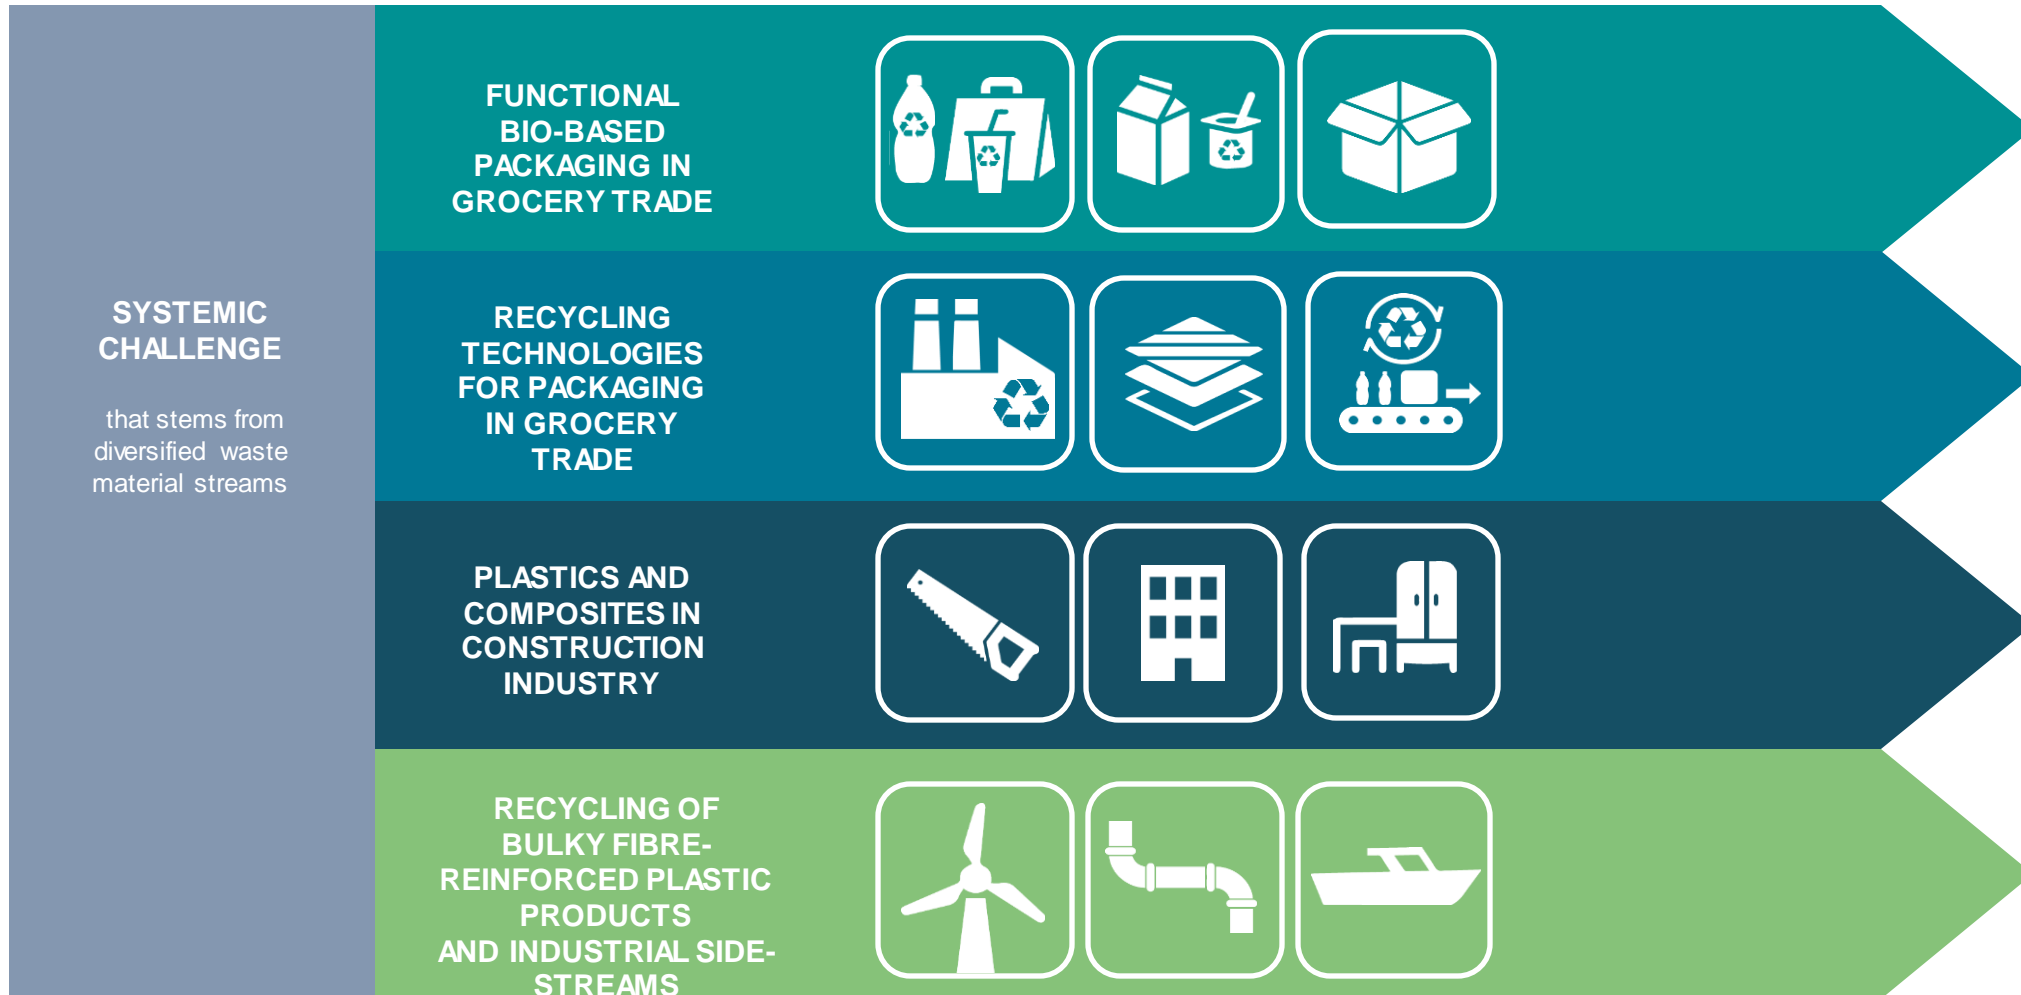 SYSTEMIC
CHALLENGE
that stems from
diversified waste
material streams
FUNCTIONAL
BIO-BASED
PACKAGING IN
GROCERY TRADE
RECYCLING
TECHNOLOGIES
FOR PACKAGING
IN GROCERY
TRADE
PLASTICS AND
COMPOSITES IN
CONSTRUCTION
INDUSTRY
RECYCLING OF
BULKY FIBRE-
REINFORCED PLASTIC
PRODUCTS
AND INDUSTRIAL SIDE-
STREAMS